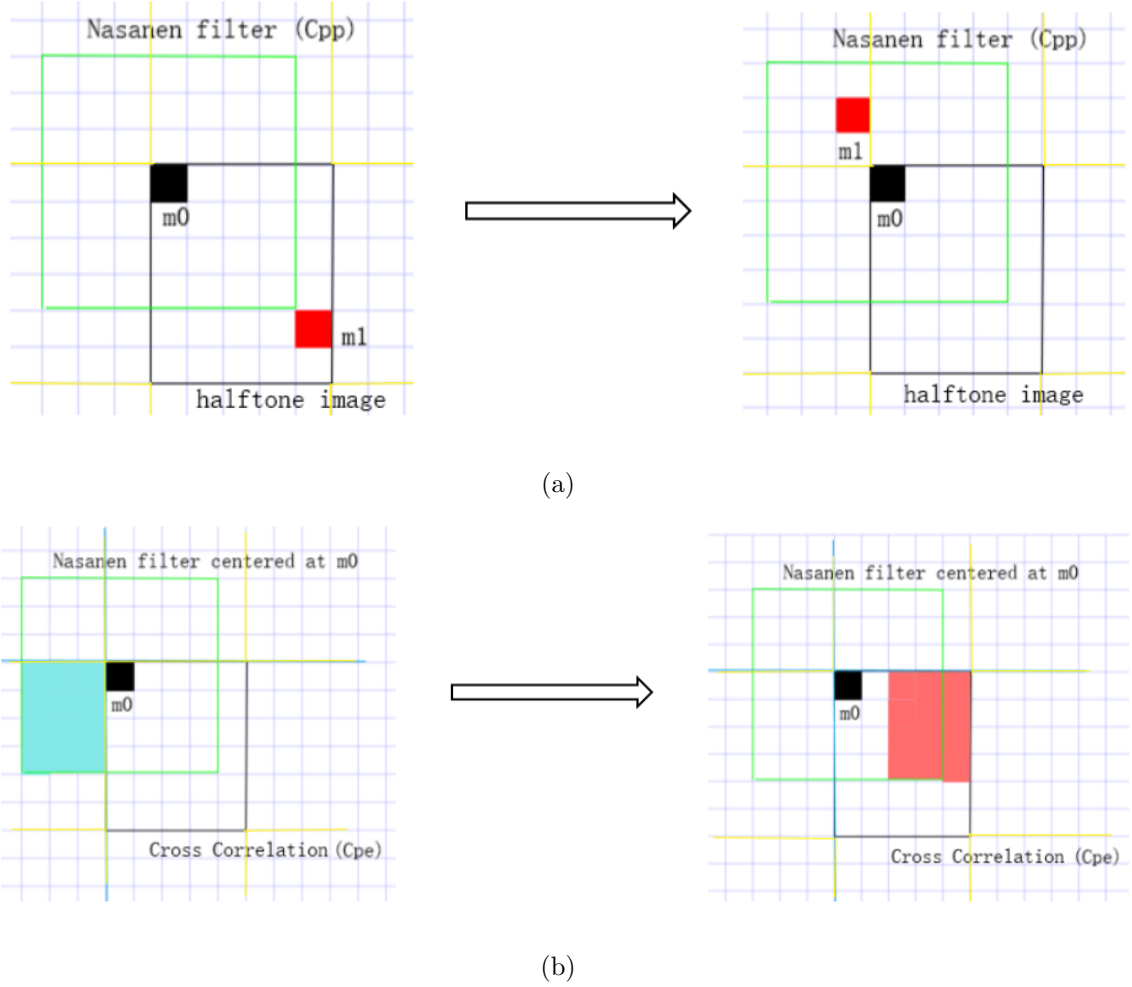 Nasanen filter (Cpp)
m0
m1
halftone image
Nasanen filter (Cpp)
m1
m0
halftone image
(a)
Nasanen filter centered at m0
m0
Cross Correlation(Cpe)
Nasanen filter centered at m0
m0
Cross Correlation (Cpe)
(b)